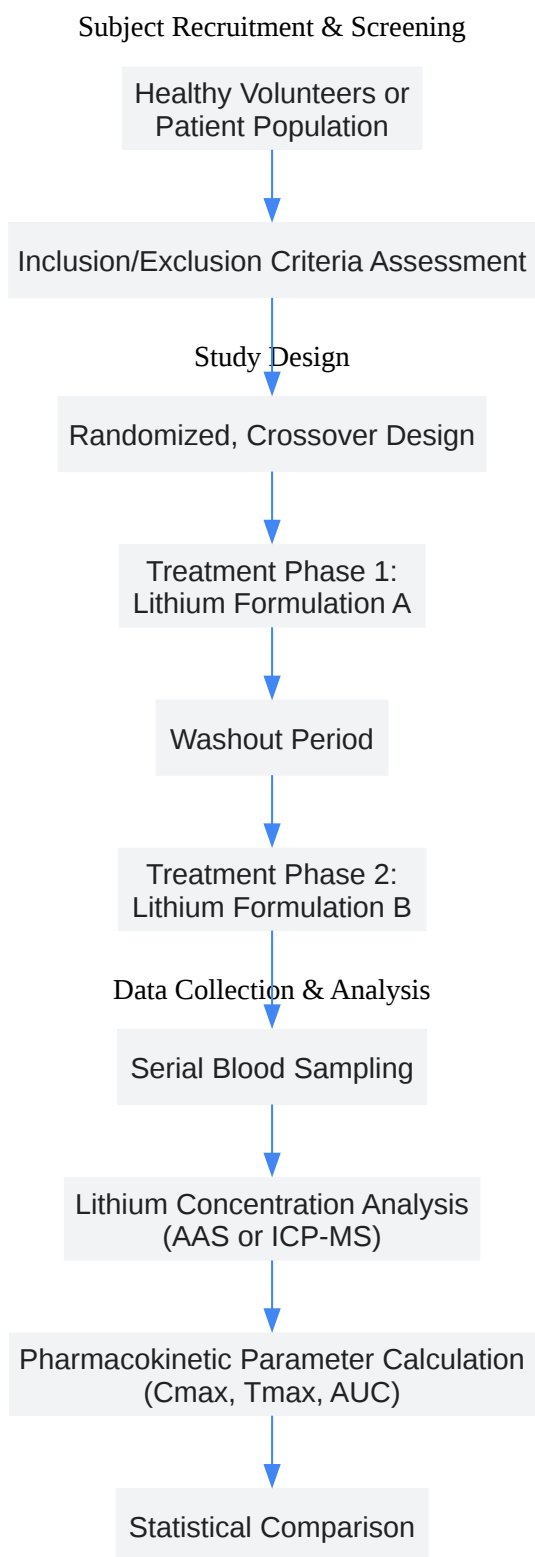 Subject Recruitment & Screening
Healthy Volunteers or
Patient Population
Inclusion/Exclusion Criteria Assessment
Study Design
Randomized, Crossover Design
Treatment Phase 1:
Lithium Formulation A
Washout Period
Treatment Phase 2:
Lithium Formulation B
Data Collection & Analysis
Serial Blood Sampling
Lithium Concentration Analysis
(AAS or ICP-MS)
Pharmacokinetic Parameter Calculation
(Cmax, Tmax, AUC)
Statistical Comparison